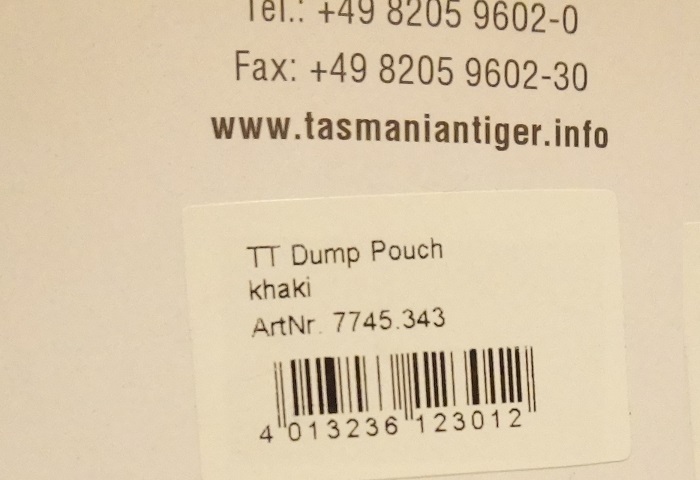 Tel.: +49 8205 9602-0
Fax: +49 8205 9602-30
www.tasmaniantiger.info
TT Dump Pouch
khaki
ArtNr. 7745.343
4 013236 123012